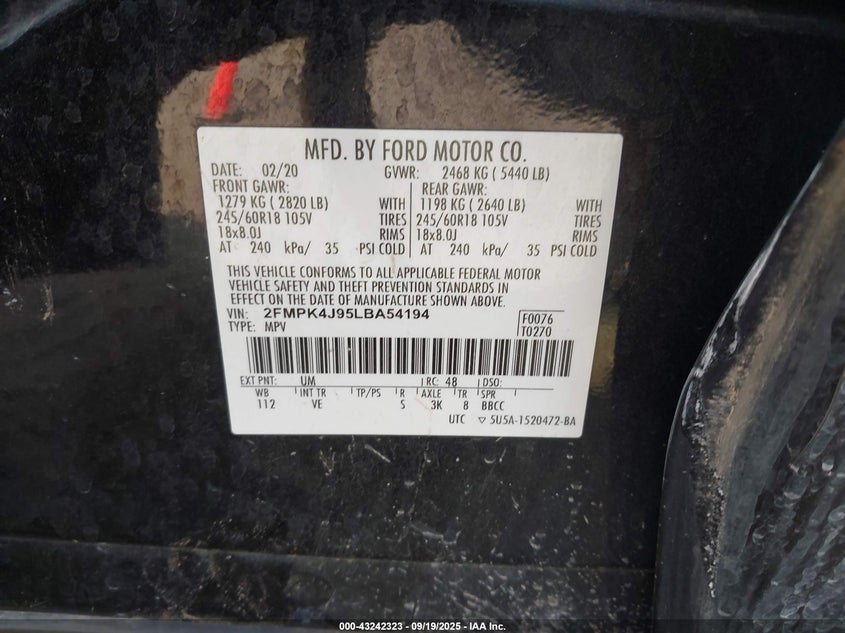 MFD. BY FORD MOTOR CO.
DATE: 02/20 GVWR: 2468 KG ( 5440 LB)
FRONT GAWR: REAR GAWR:
1279 KG ( 2820 LB) WITH 1198 KG ( 2640 LB) WITH
245/60R18 105V TIRES 245/60R18 105V TIRES
18x8.0J RIMS 18x8.0J RIMS
AT 240 kPa/ 35 PSI COLD AT 240 kPa/ 35 PSI COLD
THIS VEHICLE CONFORMS TO ALL APPLICABLE FEDERAL MOTOR
VEHICLE SAFETY AND THEFT PREVENTION STANDARDS IN
EFFECT ON THE DATE OF MANUFACTURE SHOWN ABOVE.
VIN: 2FMPK4J95LBA54194 F0076
TYPE: MPV T0270
EXT PNT: UM RC: 48 DSO:
WB INT TR TP/PS R AXLE TR SPR
112 VE S 3K 8 BBCC
UTC ▽ 5U5A-1520472-BA
000-43242323 - 09/19/2025 - IAA Inc.